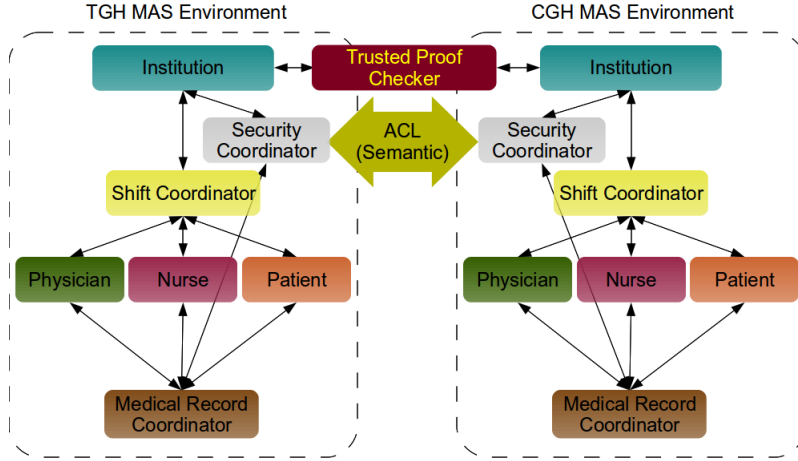 TGH MAS Environment
CGH MAS Environment
Institution
Trusted Proof
Checker
Institution
Security
Coordinator
ACL
(Semantic)
Security
Coordinator
Shift Coordinator
Shift Coordinator
Physician
Nurse
Patient
Physician
Nurse
Patient
Medical Record
Coordinator
Medical Record
Coordinator